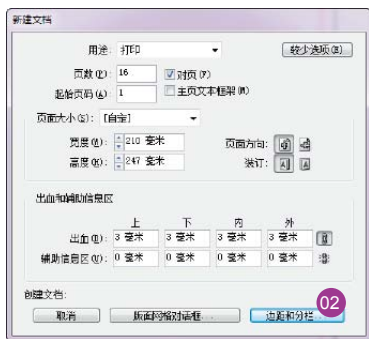 新建文档
用途: 打印 较少选项(E)
页数(P): 16 对页(F)
起始页码(A): 1 主页文本框架(M)
页面大小(S): [自定]
宽度(W): 210 毫米 页面方向:
高度(H): 247 毫米 装订:
出血和辅助信息区
上 下 内 外
出血(D): 3 毫米 3 毫米 3 毫米 3 毫米
辅助信息区(U): 0 毫米 0 毫米 0 毫米 0 毫米
创建文档: 02
取消 版面网格对话框... 边距和分栏...